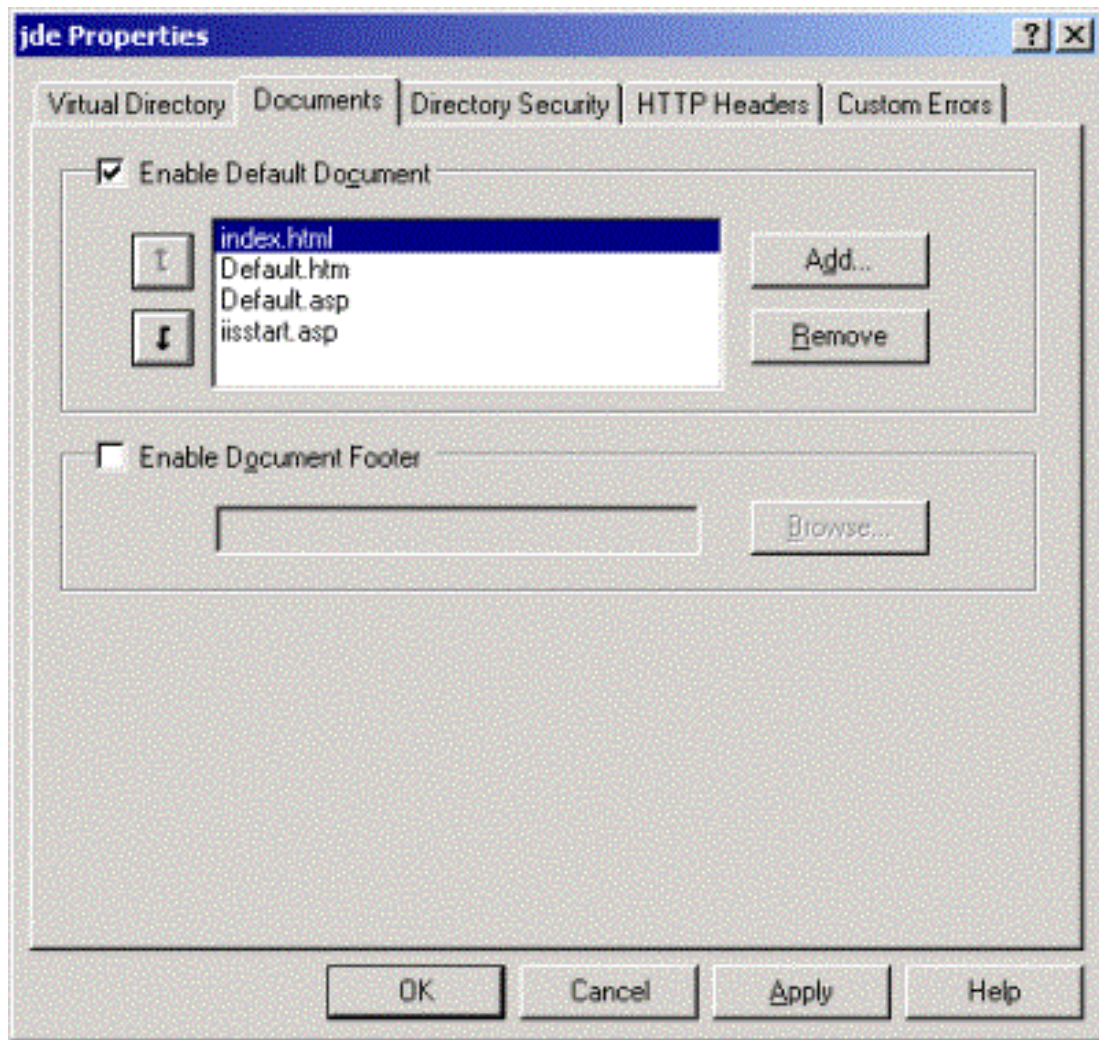 jde Properties
Virtual Directory Documents Directory Security HTTP Headers Custom Errors
Enable Default Document
index.html
Default.htm
Default.asp
iisstart.asp
Add...
Remove
Enable Document Footer
Browse...
OK Cancel Apply Help